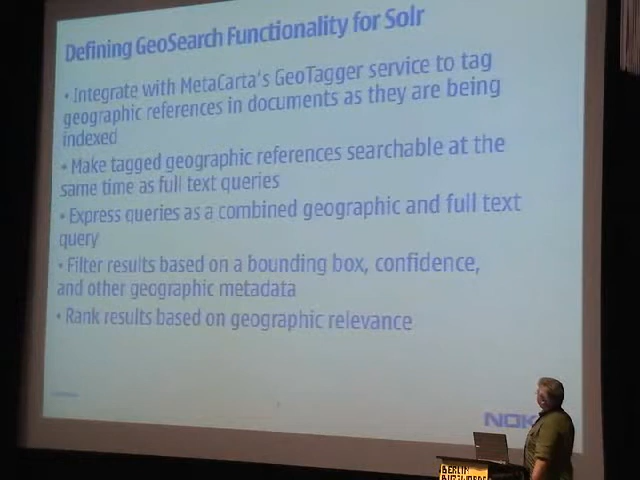 Defining GeoSearch Functionality for Solr
• Integrate with MetaCarta's GeoTagger service to tag
geographic references in documents as they are being
indexed
• Make tagged geographic references searchable at the
same time as full text queries
• Express queries as a combined geographic and full text
query
• Filter results based on a bounding box, confidence,
and other geographic metadata
• Rank results based on geographic relevance
NOK
BERLIN
BUZZWORDS